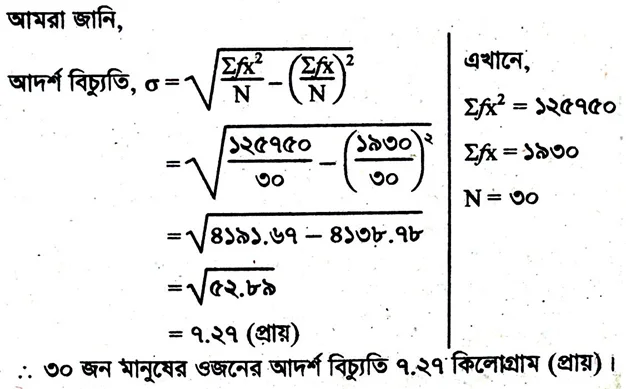 আমরা জানি,
আদর্শ বিচ্যুতি, σ = √(Σfx²/N − (Σfx/N)²)
= √(১২৫৭৫০/৩০ − (১৯৩০/৩০)²)
= √(৪১৯১.৬৭ − ৪১৩৮.৭৮)
= √৫২.৮৯
= ৭.২৭ (প্রায়)
এখানে,
Σfx² = ১২৫৭৫০
Σfx = ১৯৩০
N = ৩০
∴ ৩০ জন মানুষের ওজনের আদর্শ বিচ্যুতি ৭.২৭ কিলোগ্রাম (প্রায়)।